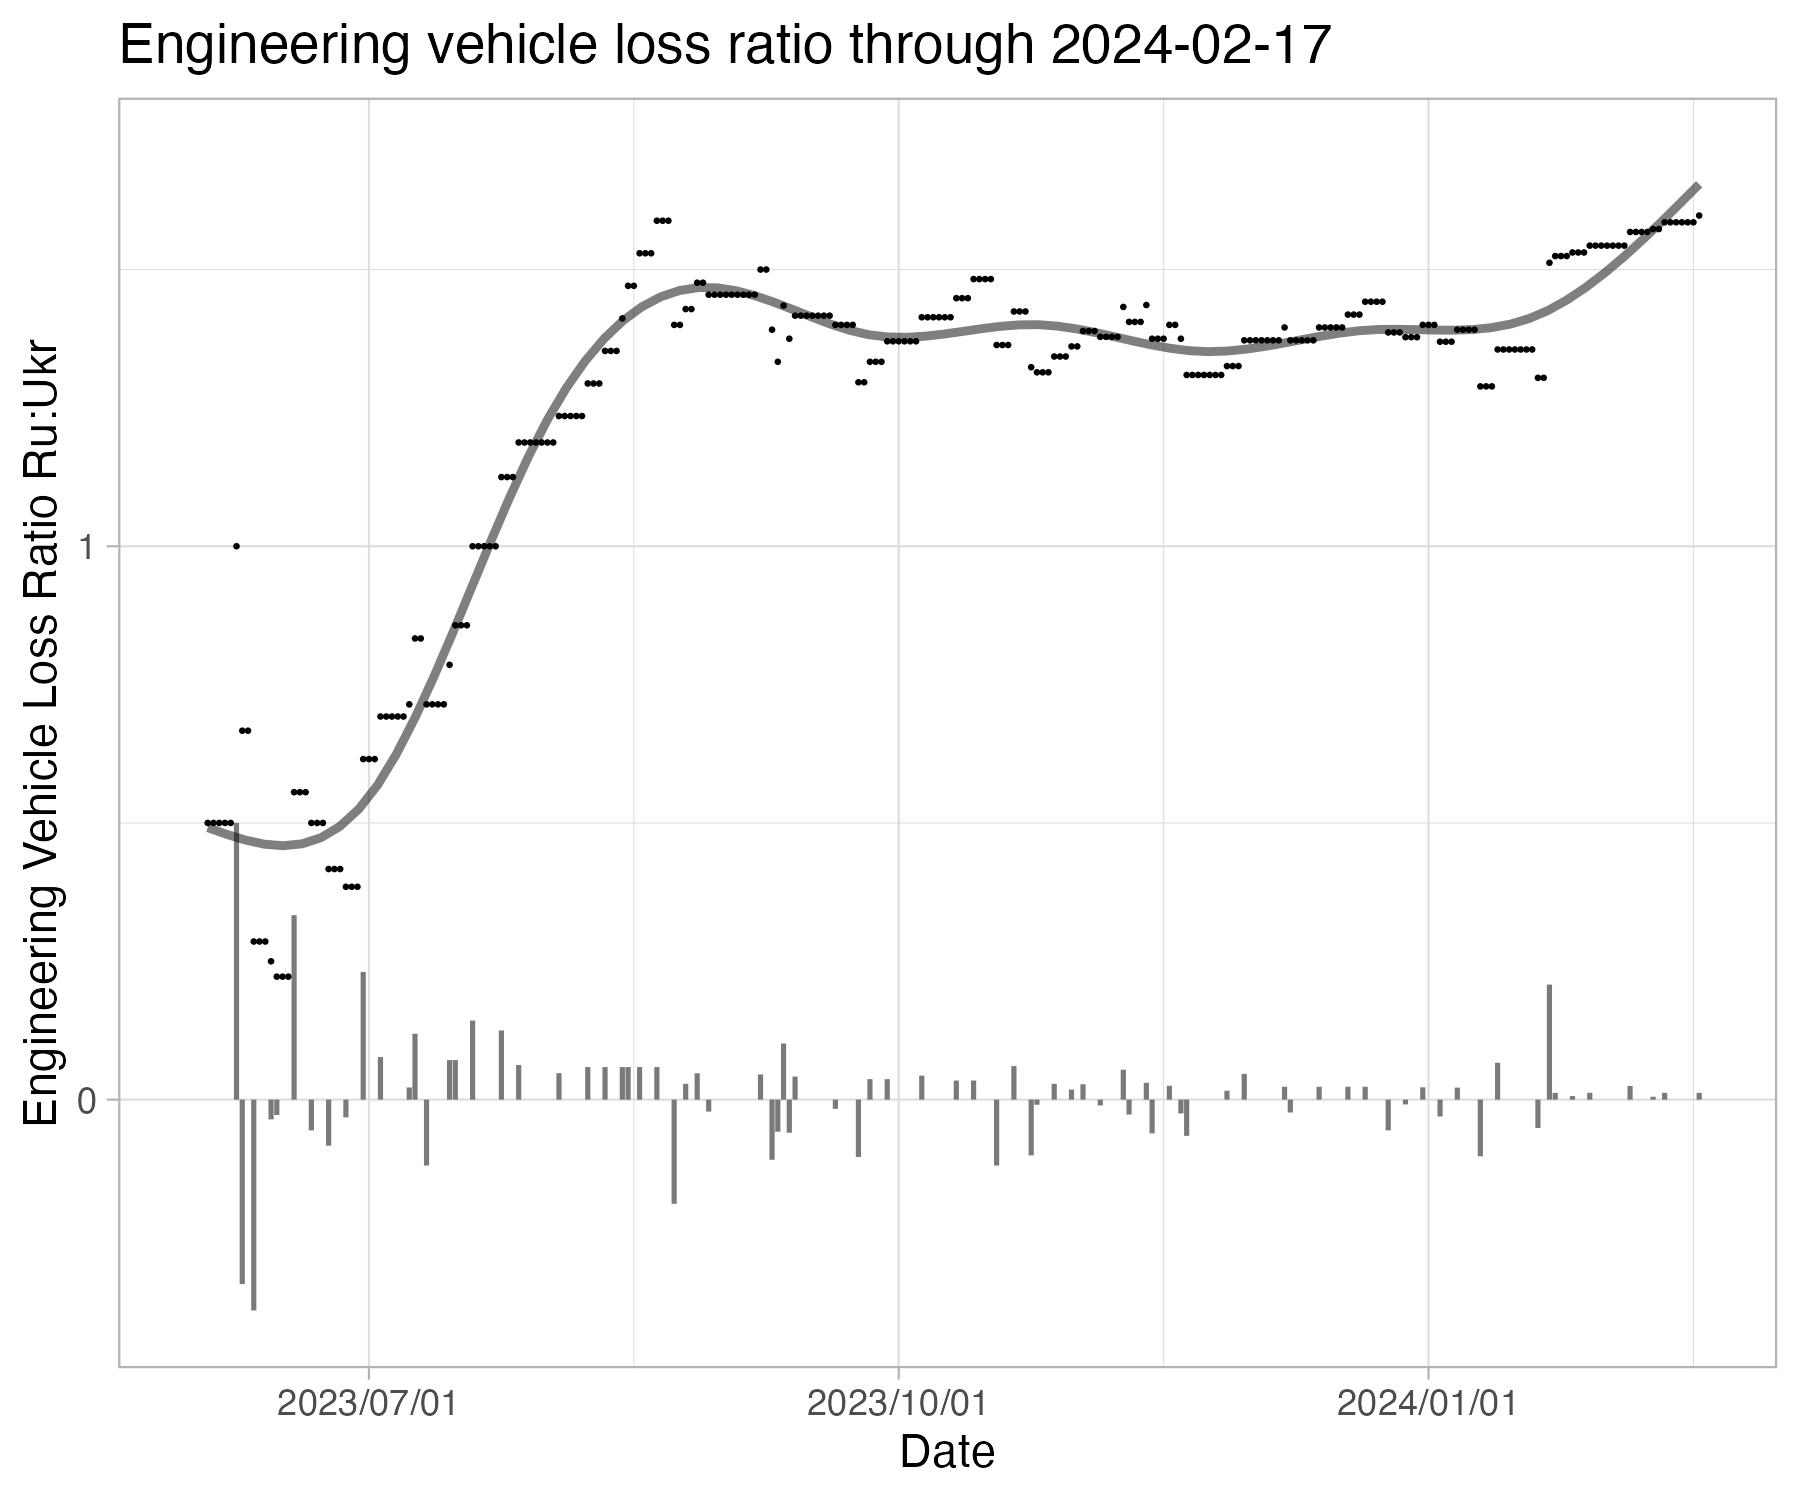 Engineering vehicle loss ratio through 2024-02-17
Engineering Vehicle Loss Ratio Ru:Ukr
1
0
2023/07/01
2023/10/01
2024/01/01
Date